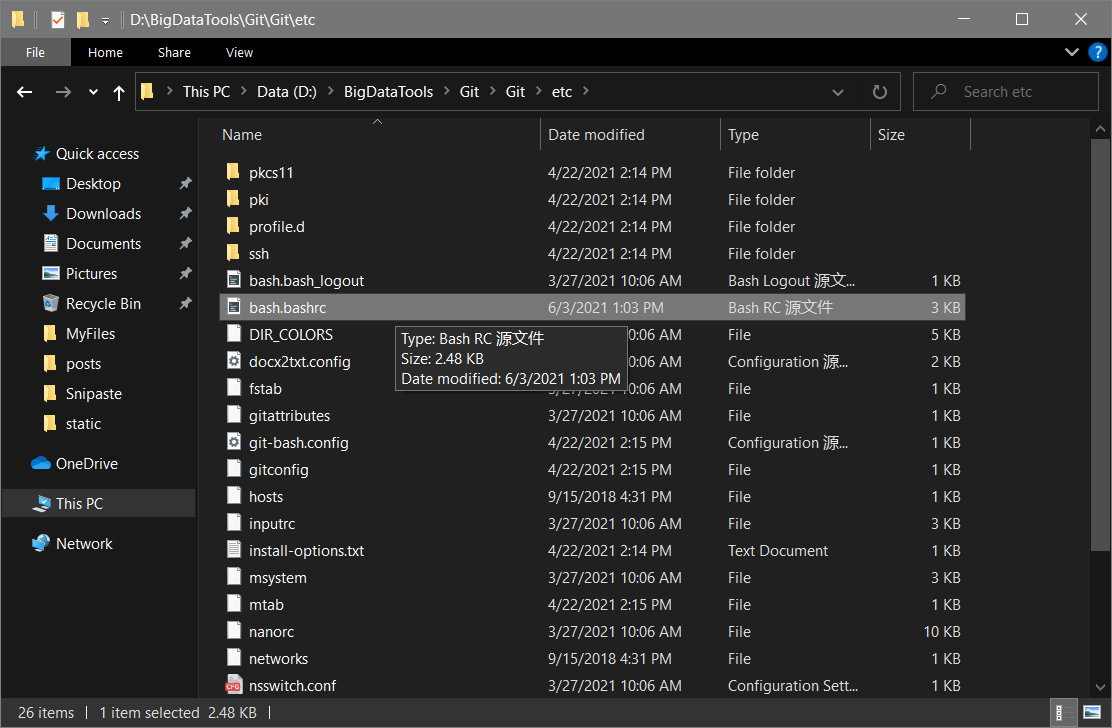 D:\BigDataTools\Git\Git\etc
File Home Share View ?
This PC Data (D:) BigDataTools Git Git etc Search etc
Name Date modified Type Size
Quick access
Desktop
Downloads
Documents
Pictures
Recycle Bin
MyFiles
posts
Snipaste
static
OneDrive
This PC
Network
pkcs11 4/22/2021 2:14 PM File folder
pki 4/22/2021 2:14 PM File folder
profile.d 4/22/2021 2:14 PM File folder
ssh 4/22/2021 2:14 PM File folder
bash.bash_logout 3/27/2021 10:06 AM Bash Logout 源文... 1 KB
bash.bashrc 6/3/2021 1:03 PM Bash RC 源文件 3 KB
DIR_COLORS 0:06 AM File 5 KB
Type: Bash RC 源文件
Size: 2.48 KB
Date modified: 6/3/2021 1:03 PM
docx2txt.config 0:06 AM Configuration 源... 2 KB
fstab 3/27/2021 10:06 AM File 1 KB
gitattributes 3/27/2021 10:06 AM File 1 KB
git-bash.config 4/22/2021 2:15 PM Configuration 源... 1 KB
gitconfig 4/22/2021 2:15 PM File 1 KB
hosts 9/15/2018 4:31 PM File 1 KB
inputrc 3/27/2021 10:06 AM File 3 KB
install-options.txt 4/22/2021 2:14 PM Text Document 1 KB
msystem 3/27/2021 10:06 AM File 3 KB
mtab 4/22/2021 2:15 PM File 1 KB
nanorc 3/27/2021 10:06 AM File 10 KB
networks 9/15/2018 4:31 PM File 1 KB
CFG nsswitch.conf 3/27/2021 10:06 AM Configuration Sett... 1 KB
26 items 1 item selected 2.48 KB